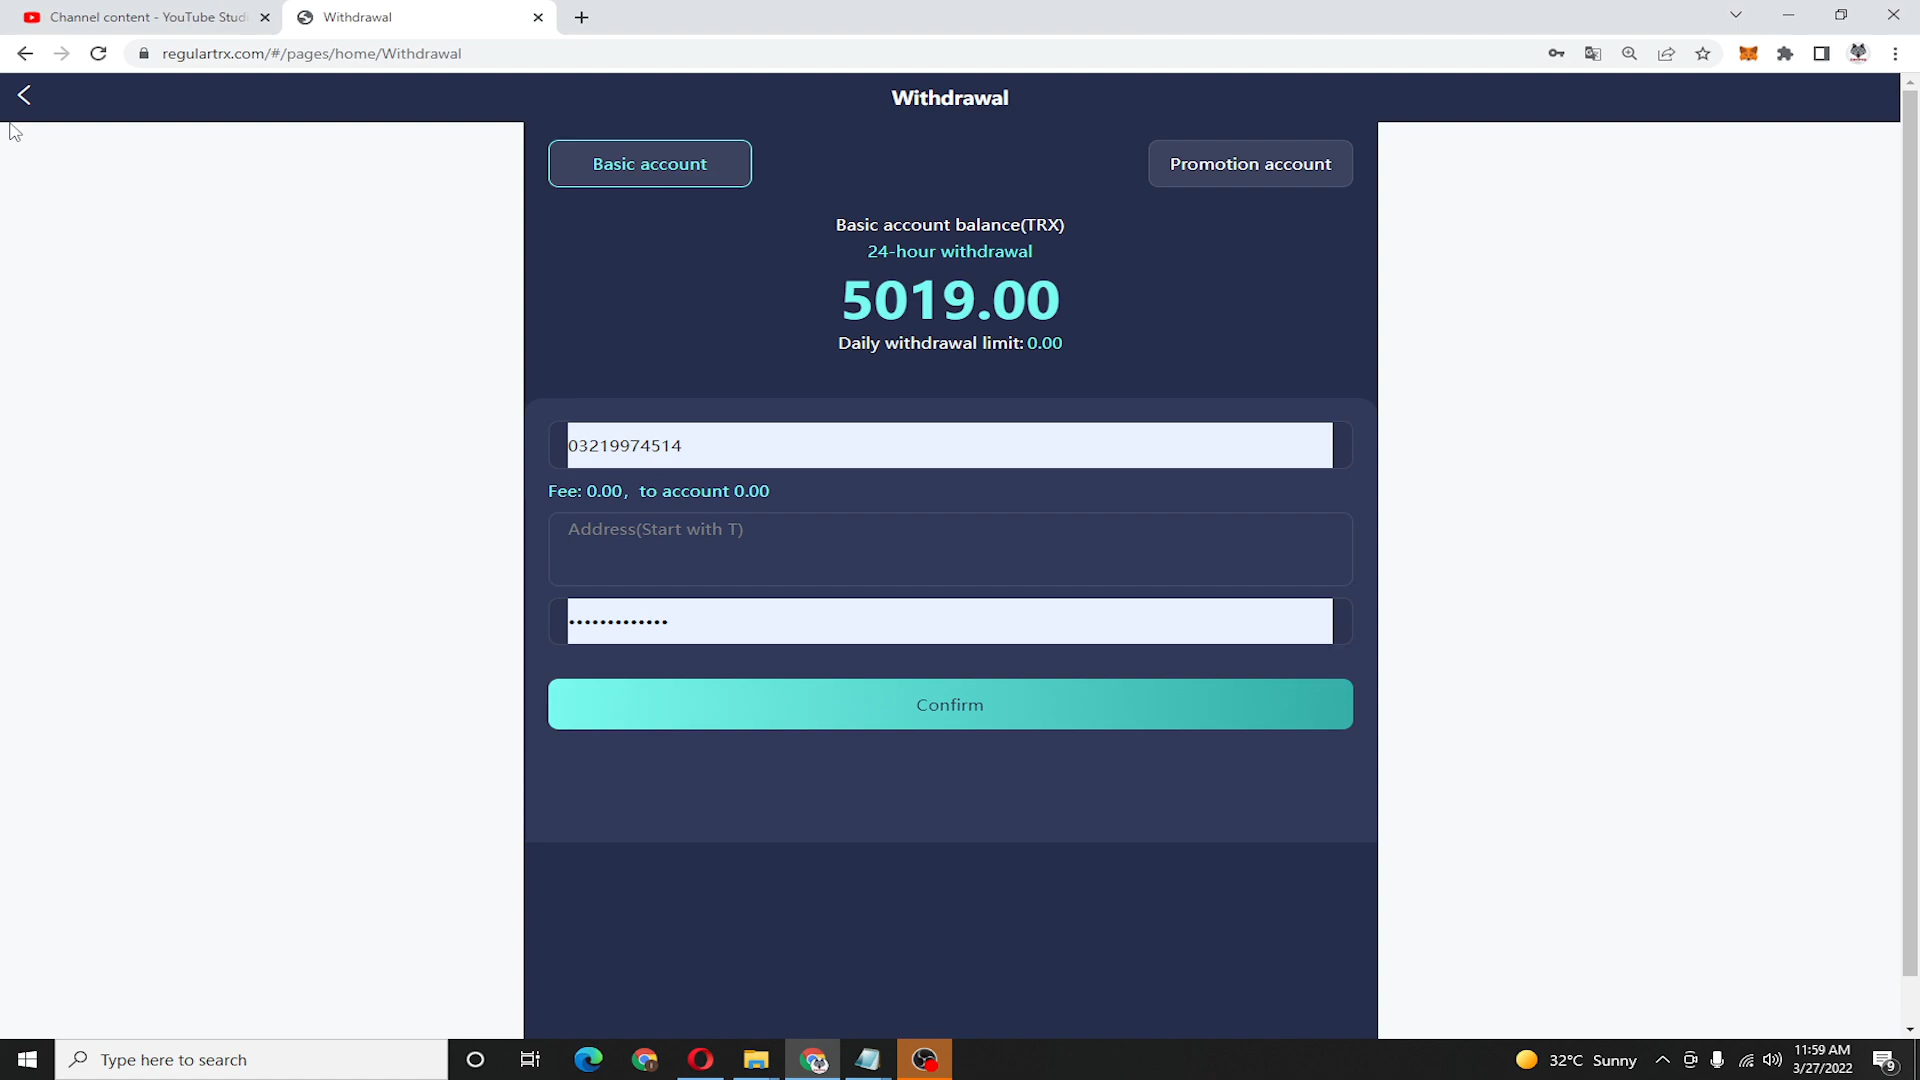 Channel content - YouTube Studi
Withdrawal
regulartrx.com/#/pages/home/Withdrawal
Withdrawal
Basic account
Promotion account
Basic account balance(TRX)
24-hour withdrawal
5019.00
Daily withdrawal limit: 0.00
03219974514
Fee: 0.00, to account 0.00
Address(Start with T)
•••••••••••••
Confirm
Type here to search
32°C Sunny
11:59 AM
3/27/2022
9